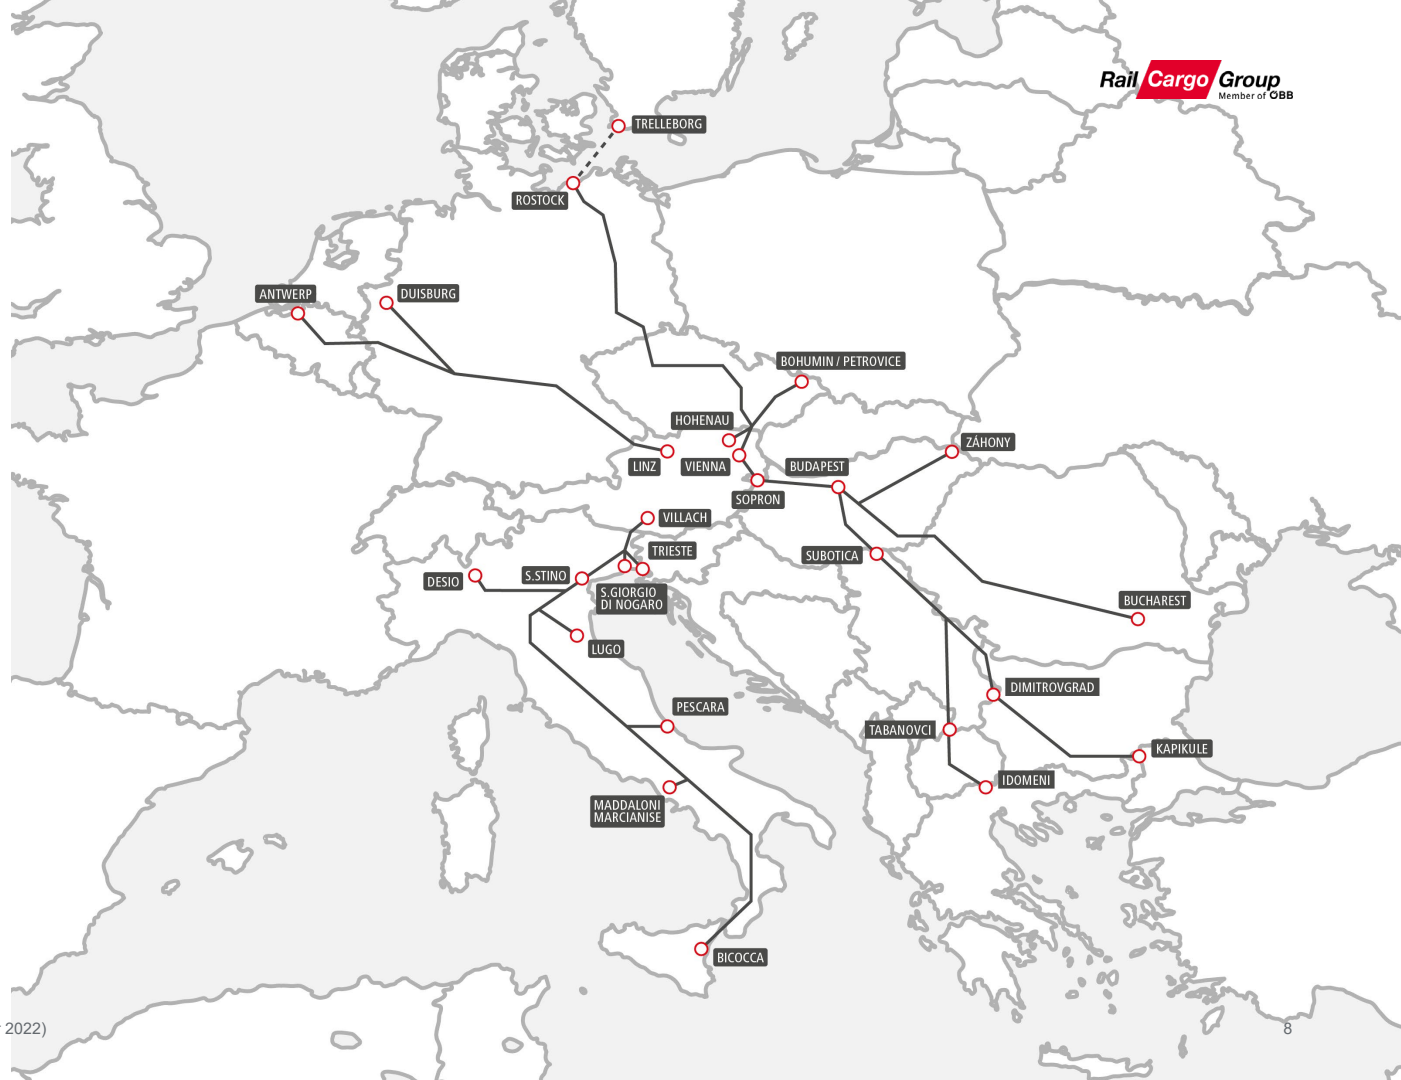 Rail Cargo Group
Member of ÖBB
TRELLEBORG
ROSTOCK
ANTWERP
DUISBURG
BOHUMIN / PETROVICE
HOHENAU
ZÁHONY
LINZ
VIENNA
BUDAPEST
SOPRON
VILLACH
TRIESTE
SUBOTICA
DESIO
S.STINO
S.GIORGIO
DI NOGARO
BUCHAREST
LUGO
DIMITROVGRAD
PESCARA
TABANOVCI
KAPIKULE
IDOMENI
MADDALONI
MARCIANISE
BICOCCA
2022)
8